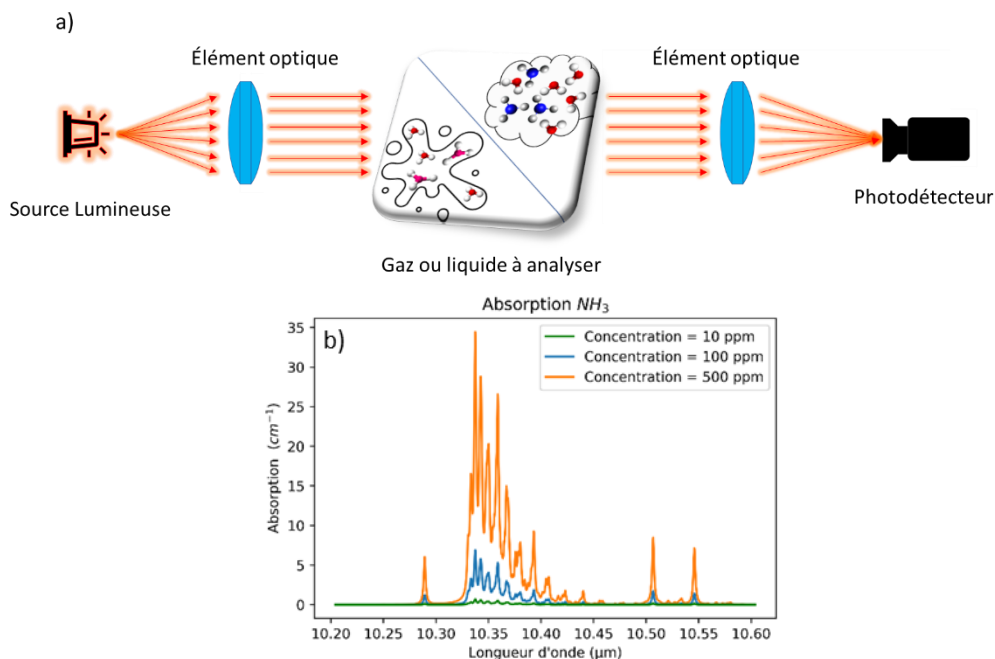 a)
Élément optique
Élément optique
Source Lumineuse
Photodétecteur
Gaz ou liquide à analyser
Absorption NH₃
b)
Concentration = 10 ppm
Concentration = 100 ppm
Concentration = 500 ppm
Absorption (cm⁻¹)
35
30
25
20
15
10
5
0
10.20 10.25 10.30 10.35 10.40 10.45 10.50 10.55 10.60
Longueur d'onde (μm)